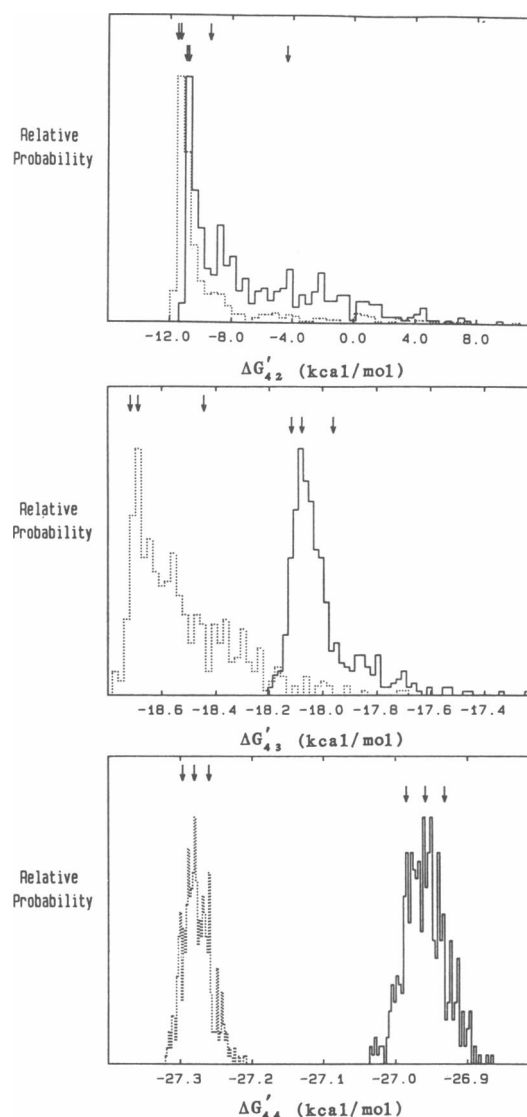 Relative
Probability
-12.0 -8.0 -4.0 0.0 4.0 8.0
ΔG′42 (kcal/mol)
Relative
Probability
-18.6 -18.4 -18.2 -18.0 -17.8 -17.6 -17.4
ΔG′43 (kcal/mol)
Relative
Probability
-27.3 -27.2 -27.1 -27.0 -26.9
ΔG′44 (kcal/mol)